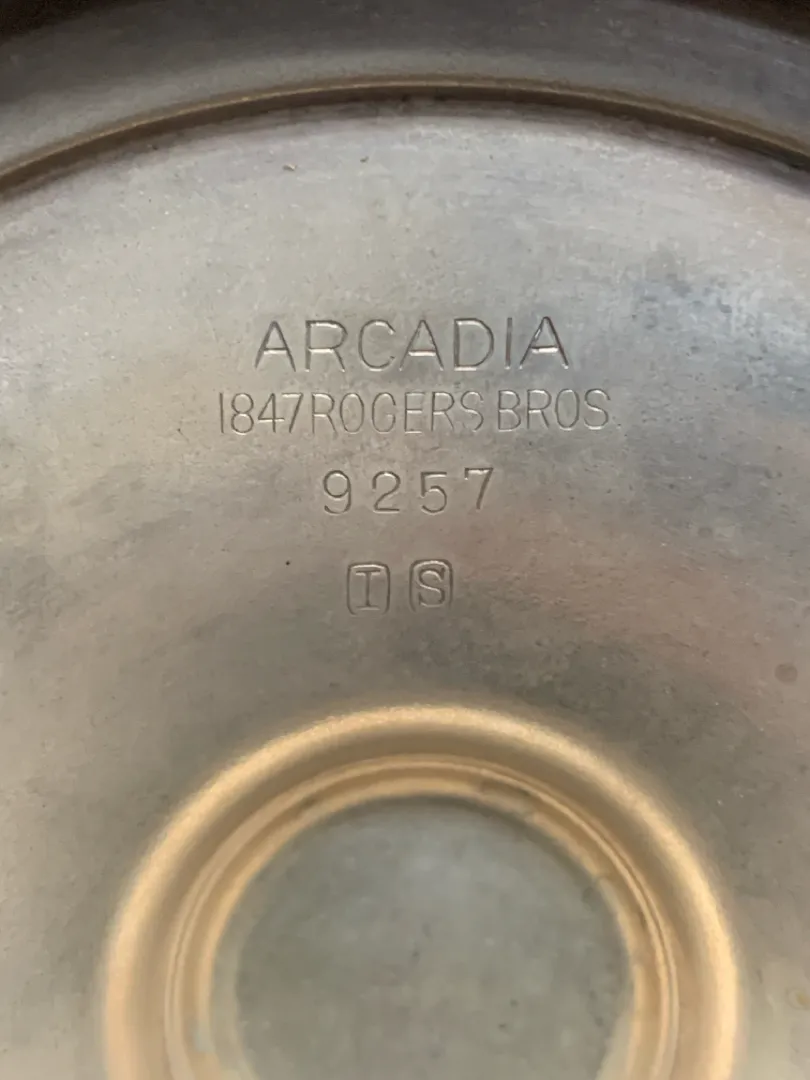 ARCADIA
1847 ROGERS BROS.
9257
I S